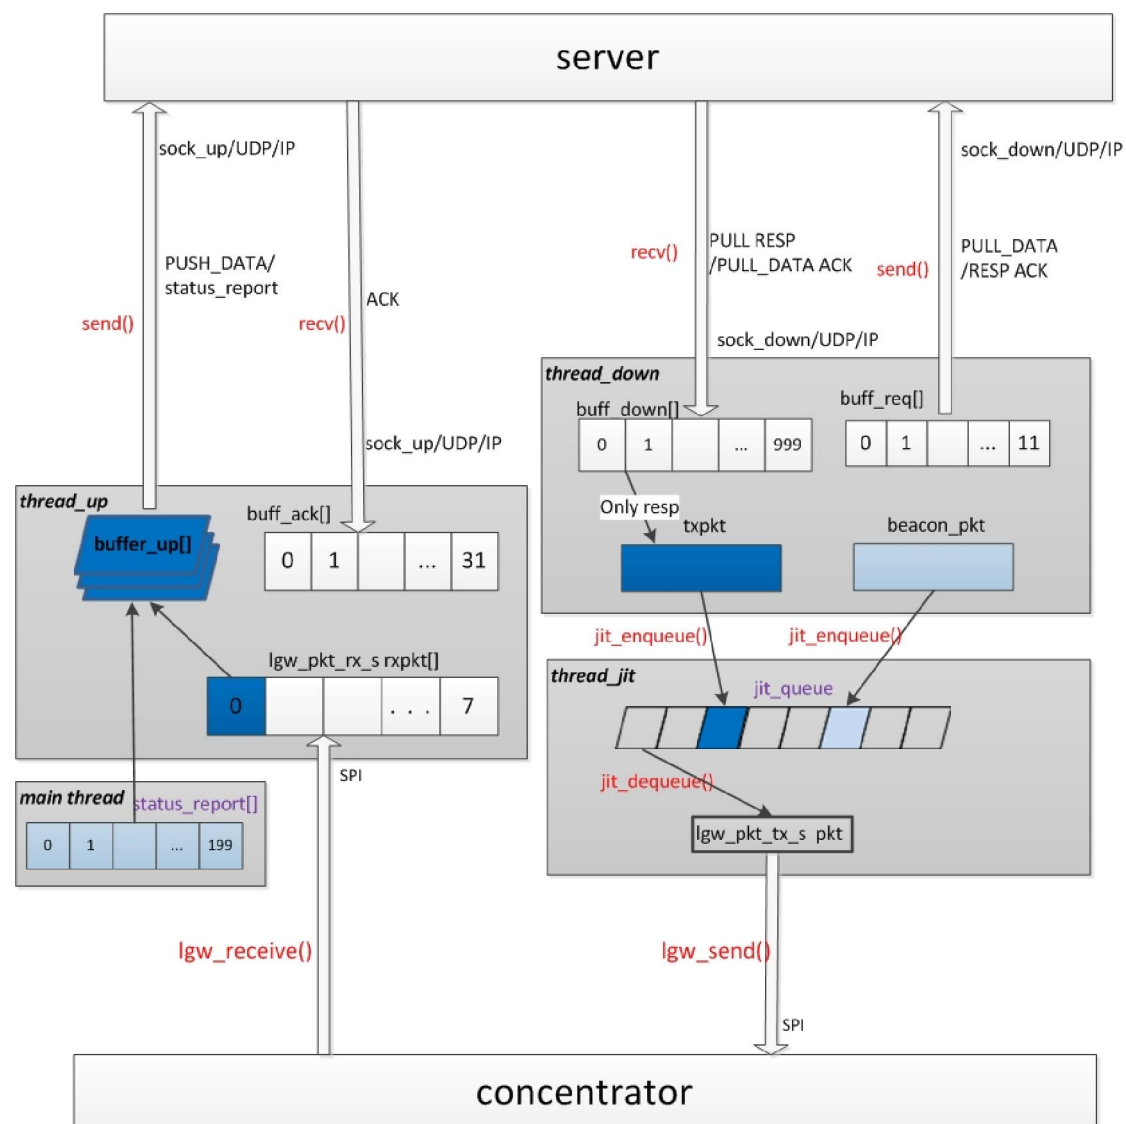 server
sock_up/UDP/IP
sock_down/UDP/IP
PUSH_DATA/
status_report
send()
recv()
ACK
recv()
PULL RESP
/PULL_DATA ACK
send()
PULL_DATA
/RESP ACK
sock_up/UDP/IP
sock_down/UDP/IP
thread_up
buffer_up[]
buff_ack[]
0 1 ... 31
lgw_pkt_rx_s rxpkt[]
0 . . . 7
main thread
status_report[]
0 1 ... 199
SPI
lgw_receive()
thread_down
buff_down[]
0 1 ... 999
buff_req[]
0 1 ... 11
Only resp
txpkt
beacon_pkt
jit_enqueue()
jit_enqueue()
thread_jit
jit_queue
jit_dequeue()
lgw_pkt_tx_s pkt
lgw_send()
SPI
concentrator